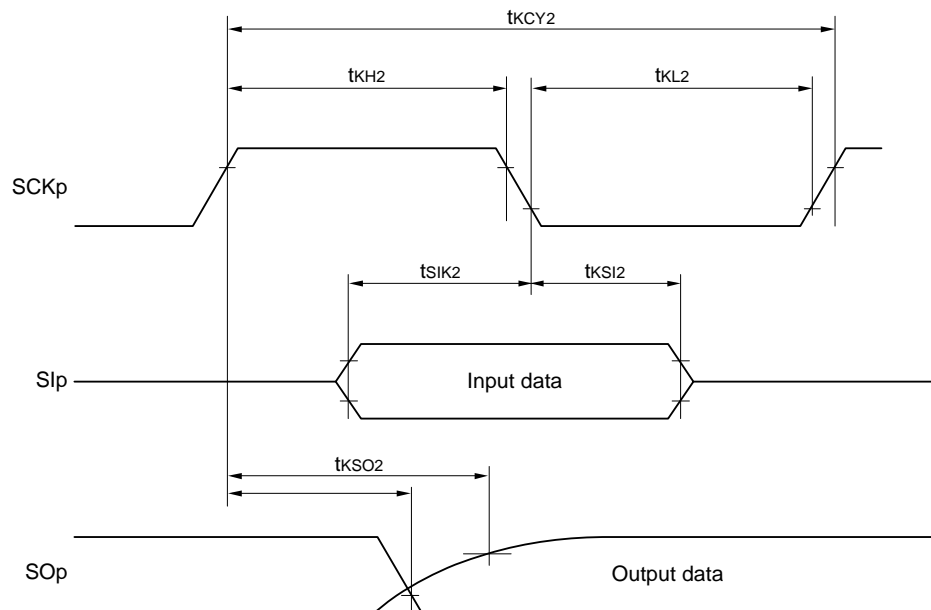 tKCY2
tKH2
tKL2
SCKp
tSIK2
tKSI2
SIp
Input data
tKSO2
SOp
Output data